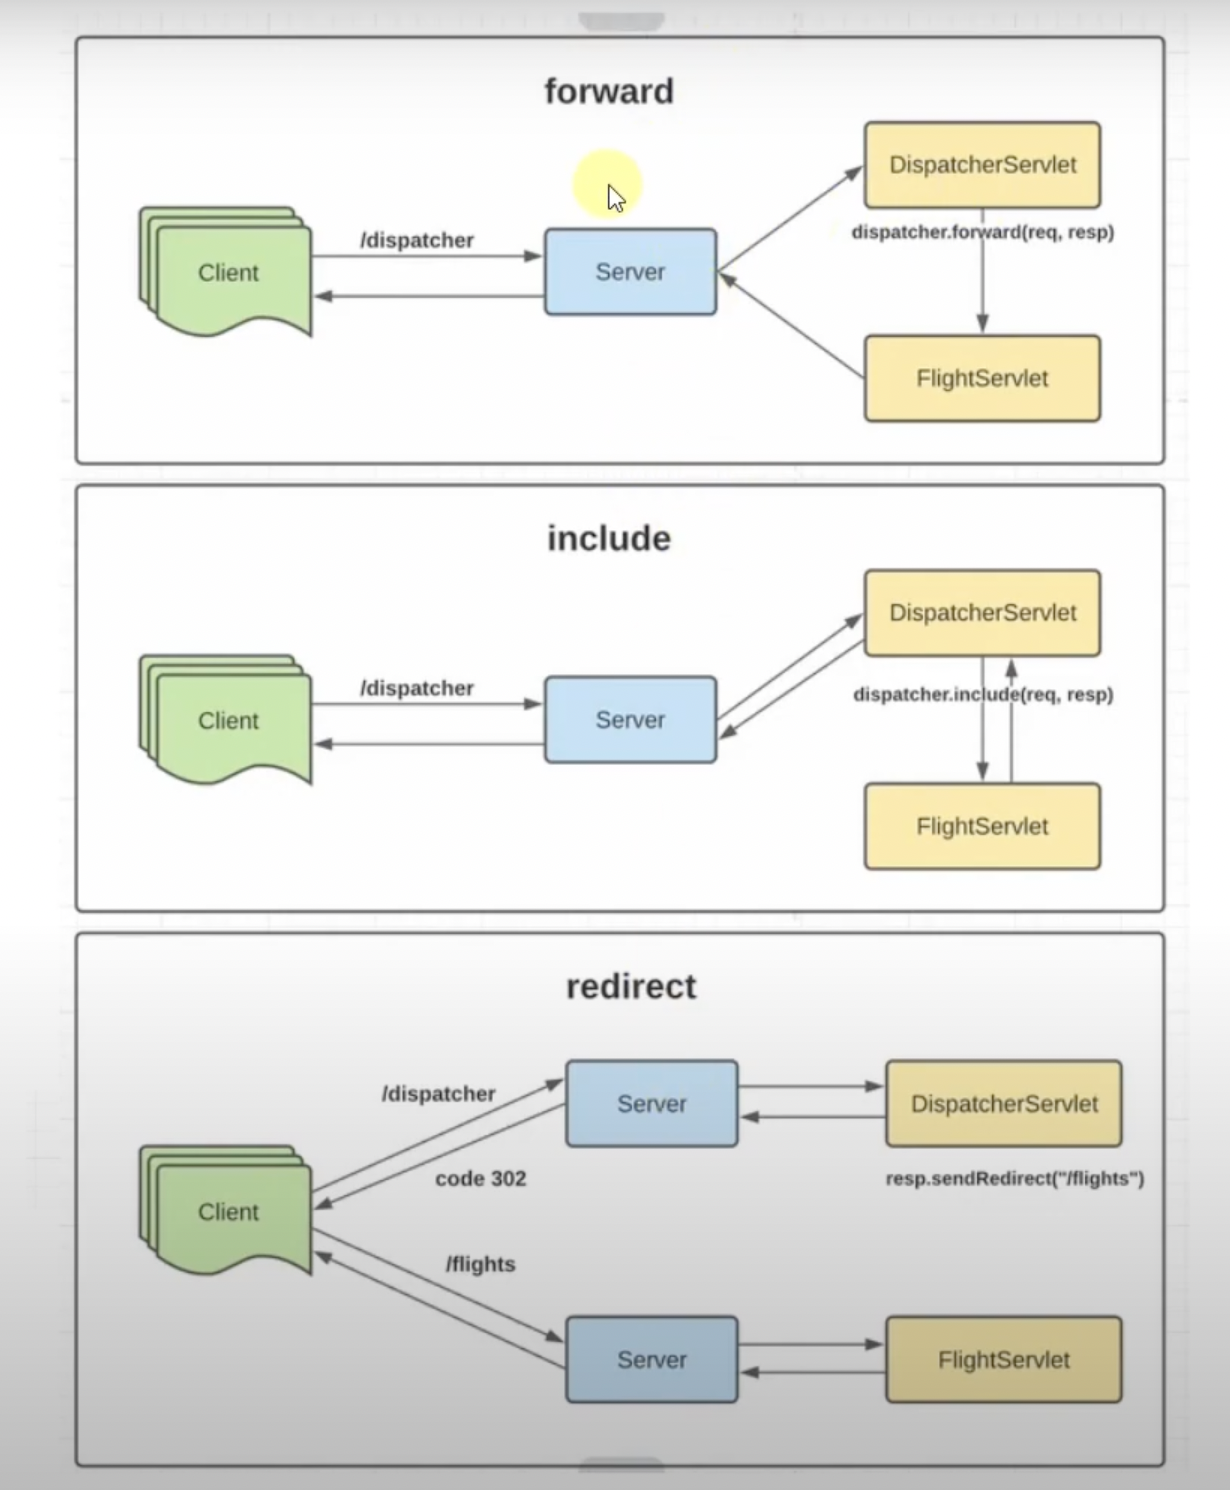 forward
DispatcherServlet
/dispatcher
dispatcher.forward(req, resp)
Client
Server
FlightServlet
include
DispatcherServlet
/dispatcher
dispatcher.include(req, resp)
Client
Server
FlightServlet
redirect
/dispatcher
Server
DispatcherServlet
code 302
resp.sendRedirect("/flights")
Client
/flights
Server
FlightServlet